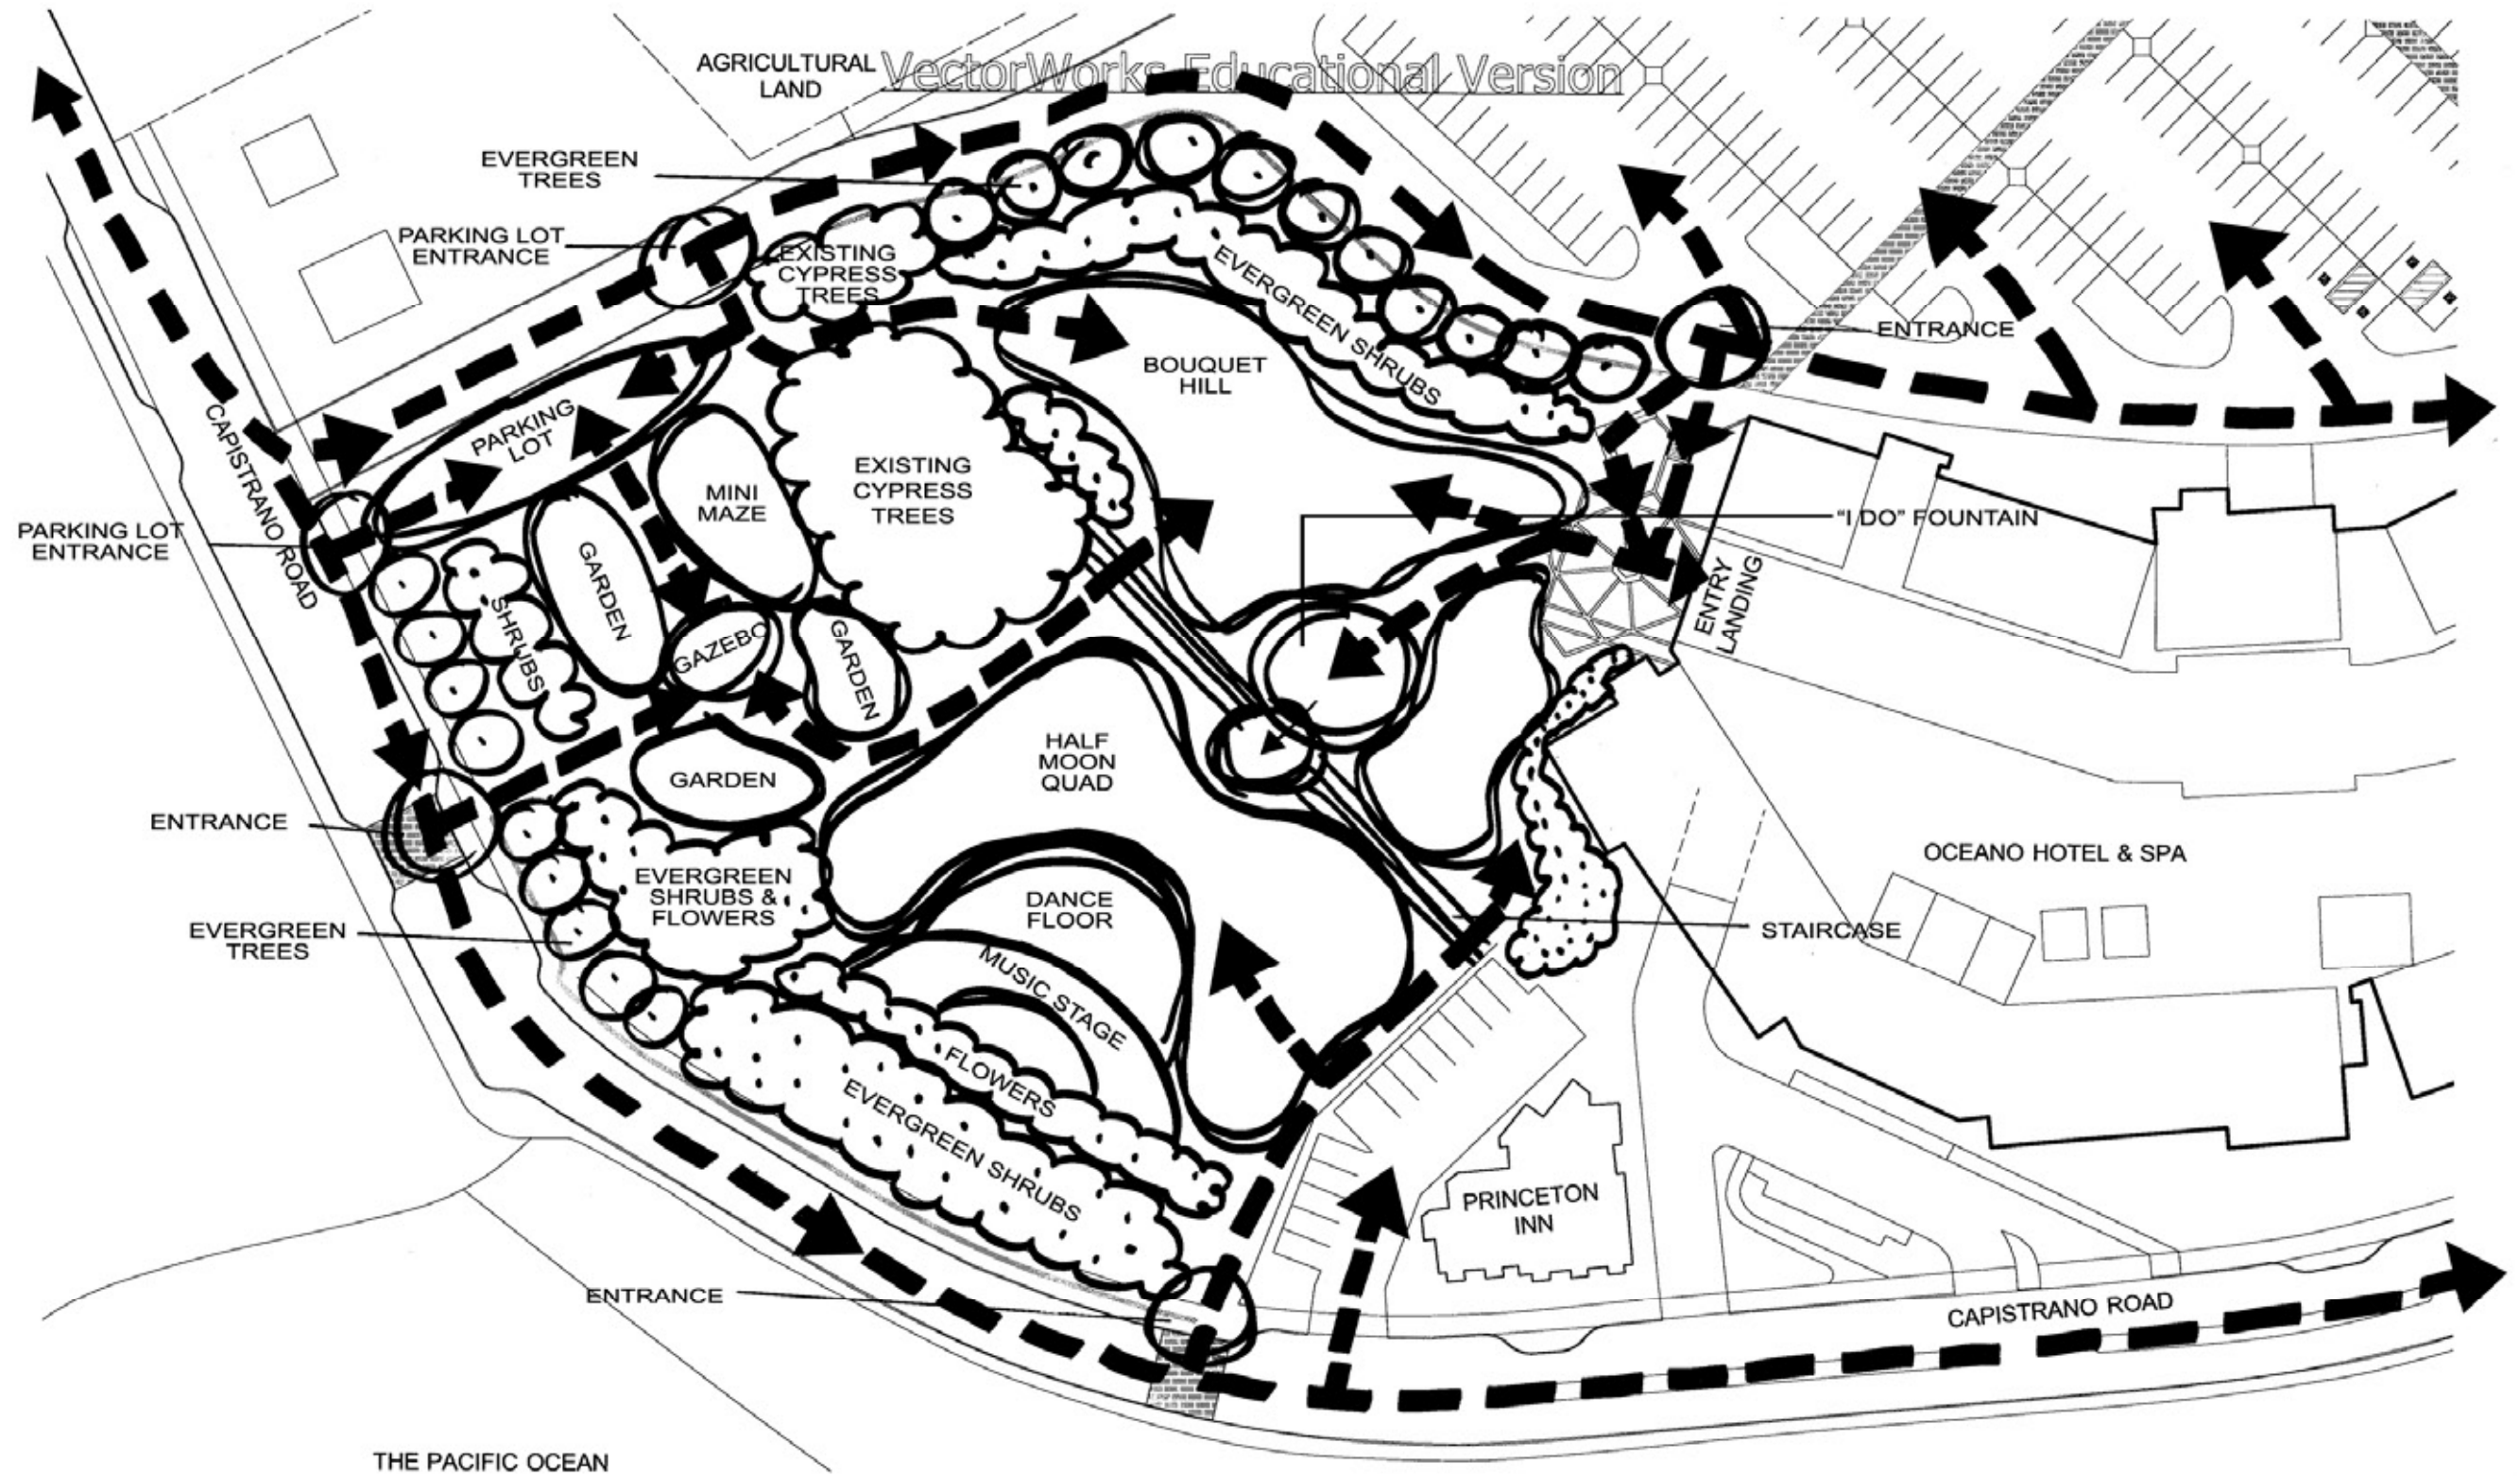 AGRICULTURAL
LAND
VectorWorks Educational Version
EVERGREEN
TREES
PARKING LOT
ENTRANCE
EXISTING
CYPRESS
TREES
EVERGREEN SHRUBS
ENTRANCE
BOUQUET
HILL
PARKING
LOT
CAPISTRANO ROAD
MINI
MAZE
EXISTING
CYPRESS
TREES
"I DO" FOUNTAIN
PARKING LOT
ENTRANCE
GARDEN
SHRUBS
GAZEBO
GARDEN
ENTRY
LANDING
HALF
MOON
QUAD
GARDEN
ENTRANCE
OCEANO HOTEL & SPA
EVERGREEN
SHRUBS &
FLOWERS
DANCE
FLOOR
EVERGREEN
TREES
STAIRCASE
MUSIC STAGE
FLOWERS
EVERGREEN SHRUBS
PRINCETON
INN
ENTRANCE
CAPISTRANO ROAD
THE PACIFIC OCEAN